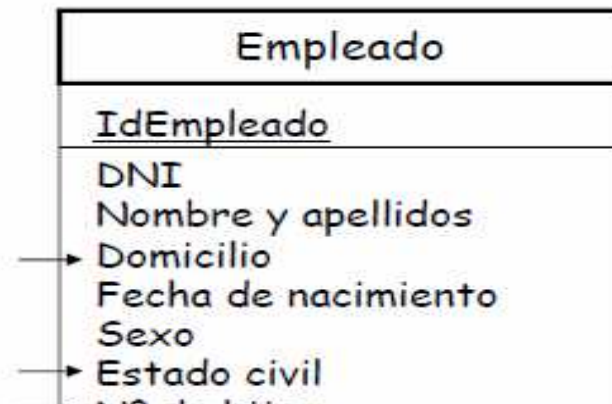 Empleado
IdEmpleado
DNI
Nombre y apellidos
Domicilio
Fecha de nacimiento
Sexo
Estado civil